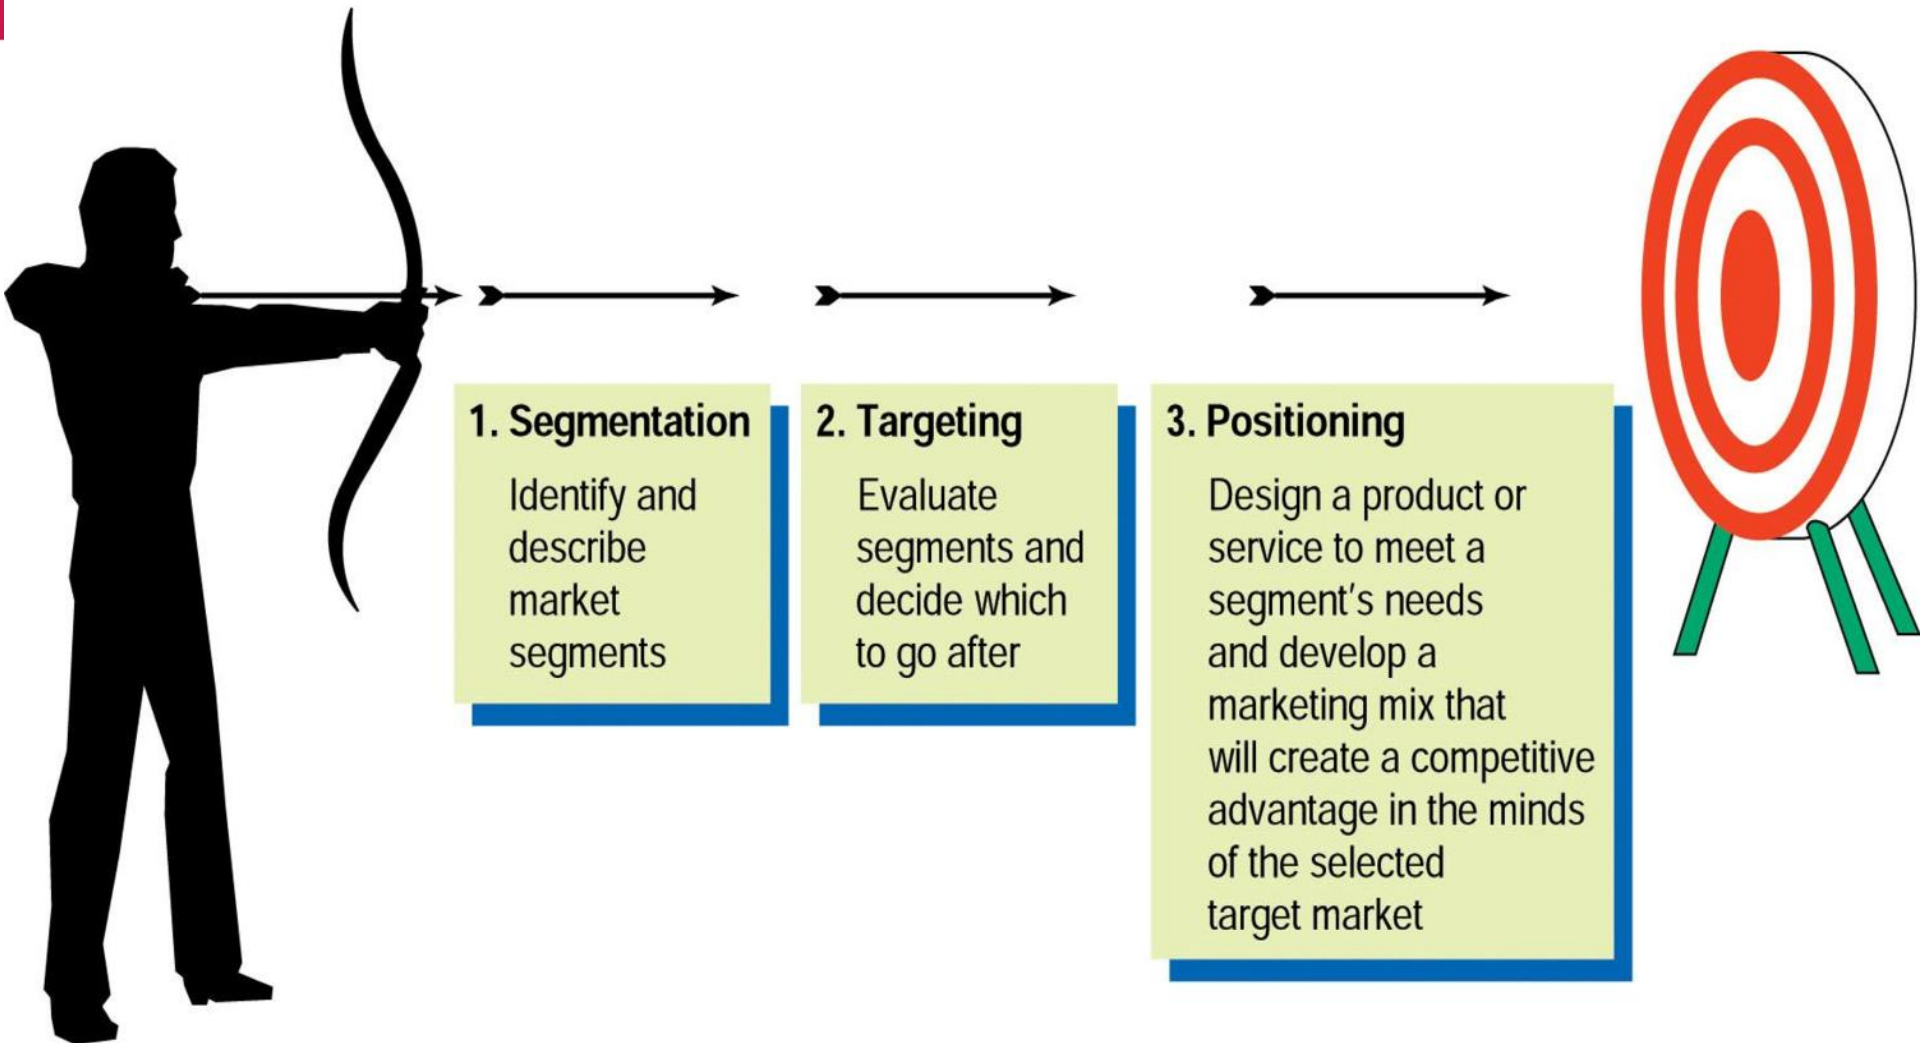 1. Segmentation
Identify and
describe
market
segments
2. Targeting
Evaluate
segments and
decide which
to go after
3. Positioning
Design a product or
service to meet a
segment's needs
and develop a
marketing mix that
will create a competitive
advantage in the minds
of the selected
target market